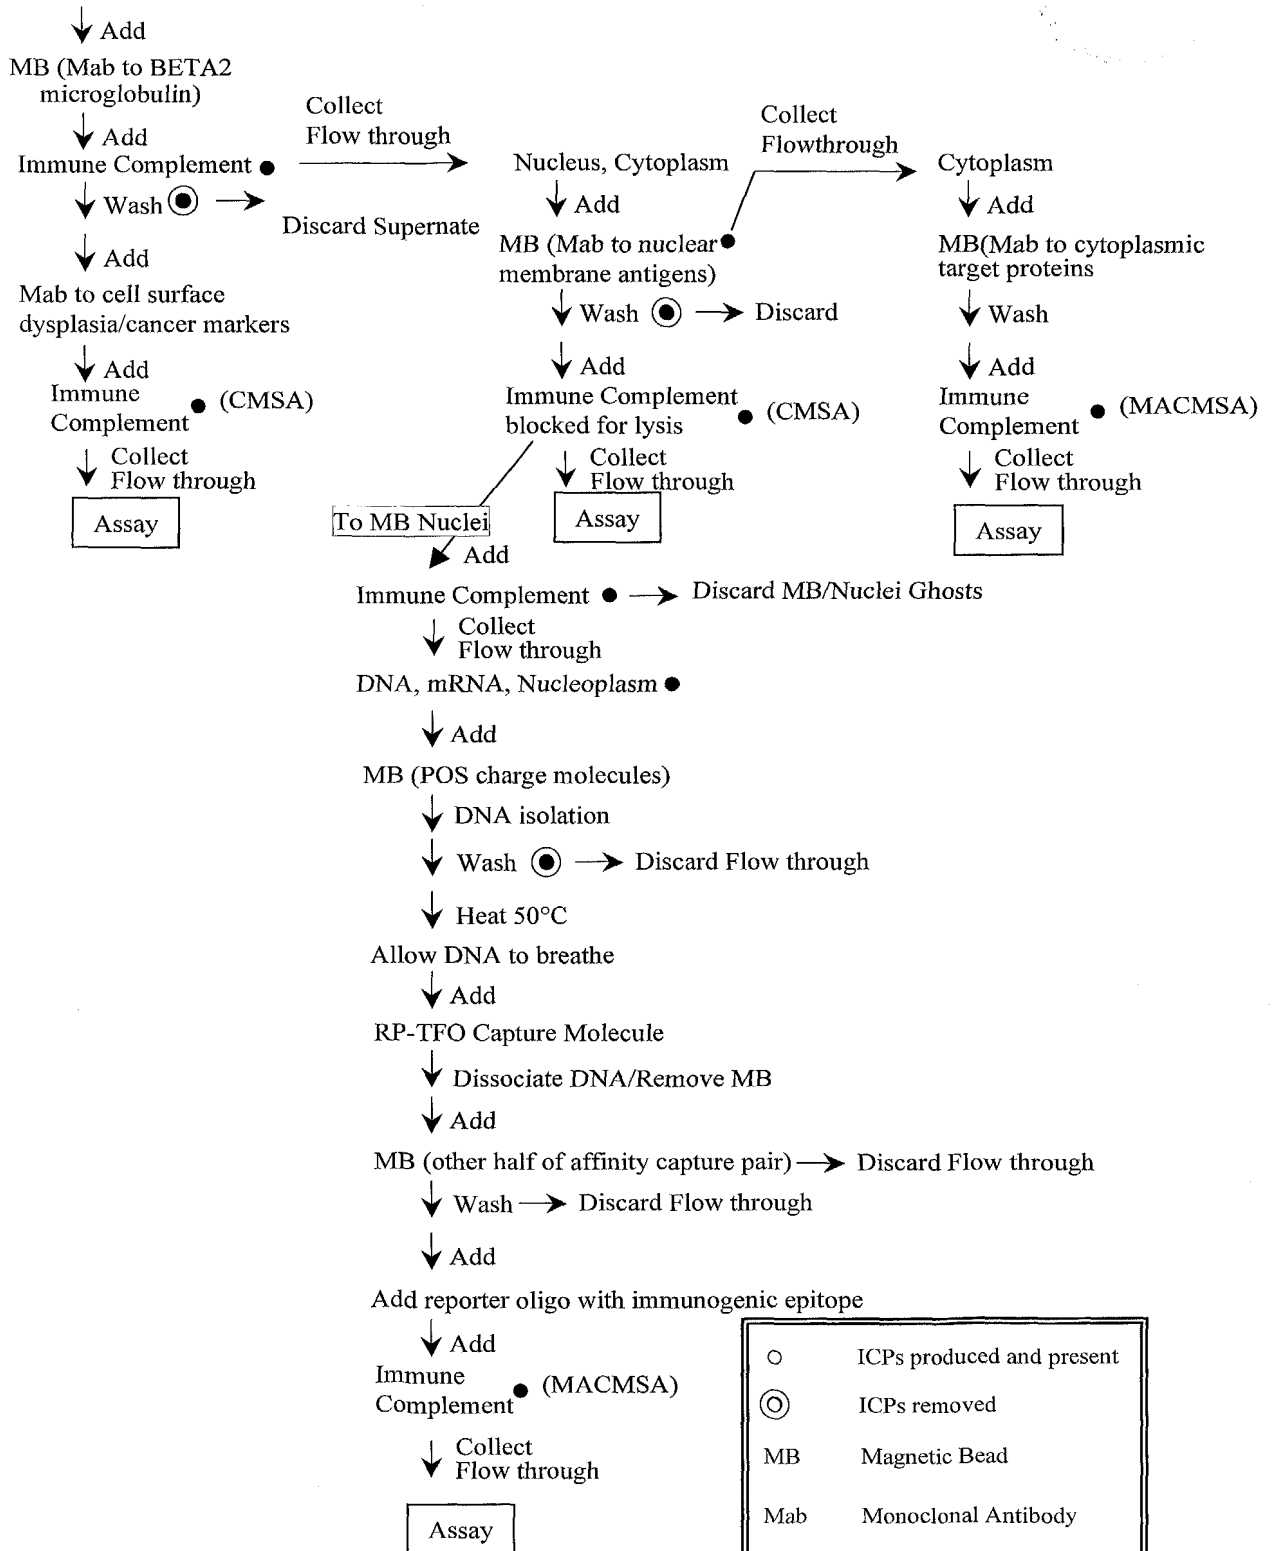 Add
MB (Mab to BETA2
microglobulin)
Add
Immune Complement
Wash
Discard Supernate
Add
Mab to cell surface
dysplasia/cancer markers
Add
Immune
Complement
(CMSA)
Collect
Flow through
Assay
Collect
Flow through
Nucleus, Cytoplasm
Add
MB (Mab to nuclear
membrane antigens)
Wash
Discard
Add
Immune Complement
blocked for lysis
(CMSA)
Collect
Flow through
Assay
Collect
Flowthrough
Cytoplasm
Add
MB(Mab to cytoplasmic
target proteins
Wash
Add
Immune
Complement
(MACMSA)
Collect
Flow through
Assay
To MB Nuclei
Add
Immune Complement
Discard MB/Nuclei Ghosts
Collect
Flow through
DNA, mRNA, Nucleoplasm
Add
MB (POS charge molecules)
DNA isolation
Wash
Discard Flow through
Heat 50°C
Allow DNA to breathe
Add
RP-TFO Capture Molecule
Dissociate DNA/Remove MB
Add
MB (other half of affinity capture pair)
Discard Flow through
Wash
Discard Flow through
Add
Add reporter oligo with immunogenic epitope
Add
Immune
Complement
(MACMSA)
Collect
Flow through
Assay
ICPs produced and present
ICPs removed
MB Magnetic Bead
Mab Monoclonal Antibody